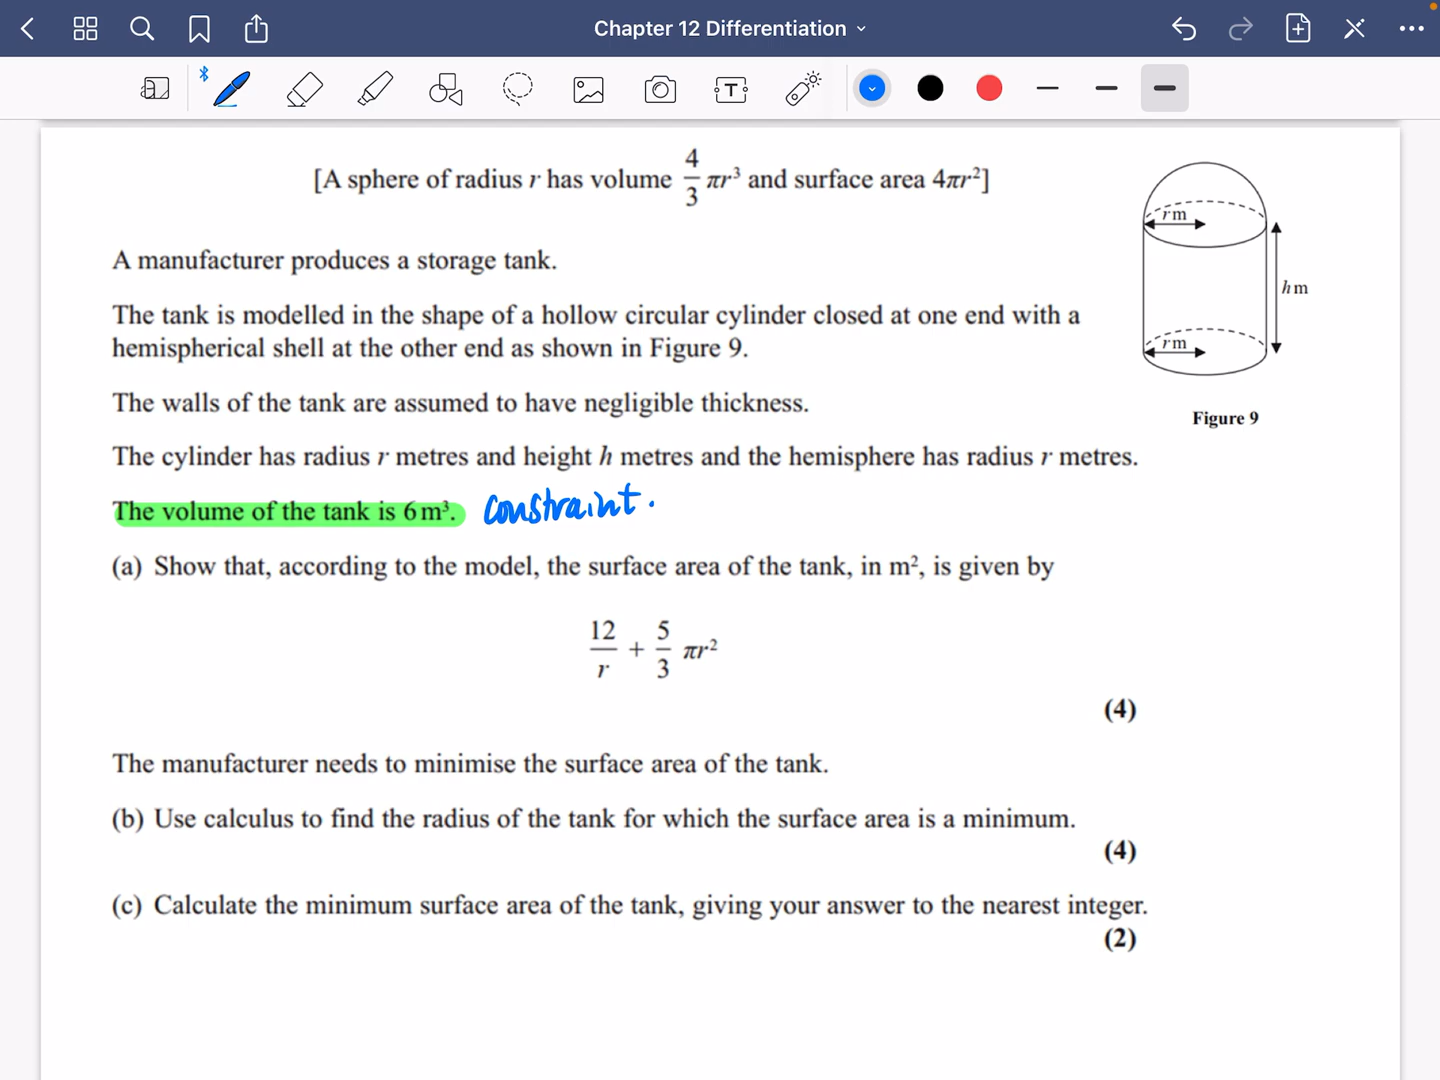 Chapter 12 Differentiation
[A sphere of radius r has volume 4/3 πr³ and surface area 4πr²]
r m
h m
r m
Figure 9
A manufacturer produces a storage tank.
The tank is modelled in the shape of a hollow circular cylinder closed at one end with a
hemispherical shell at the other end as shown in Figure 9.
The walls of the tank are assumed to have negligible thickness.
The cylinder has radius r metres and height h metres and the hemisphere has radius r metres.
The volume of the tank is 6 m³. constraint.
(a) Show that, according to the model, the surface area of the tank, in m², is given by
12/r + 5/3 πr²
(4)
The manufacturer needs to minimise the surface area of the tank.
(b) Use calculus to find the radius of the tank for which the surface area is a minimum.
(4)
(c) Calculate the minimum surface area of the tank, giving your answer to the nearest integer.
(2)